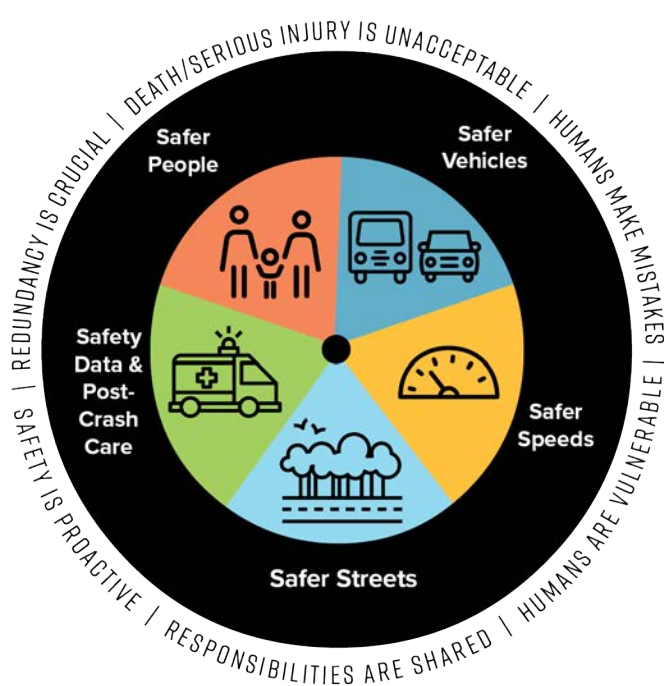 DEATH/SERIOUS INJURY IS UNACCEPTABLE | HUMANS MAKE MISTAKES | HUMANS ARE VULNERABLE | RESPONSIBILITIES ARE SHARED | SAFETY IS PROACTIVE | REDUNDANCY IS CRUCIAL |
Safer
People
Safer
Vehicles
Safer
Speeds
Safer Streets
Safety
Data &
Post-
Crash
Care